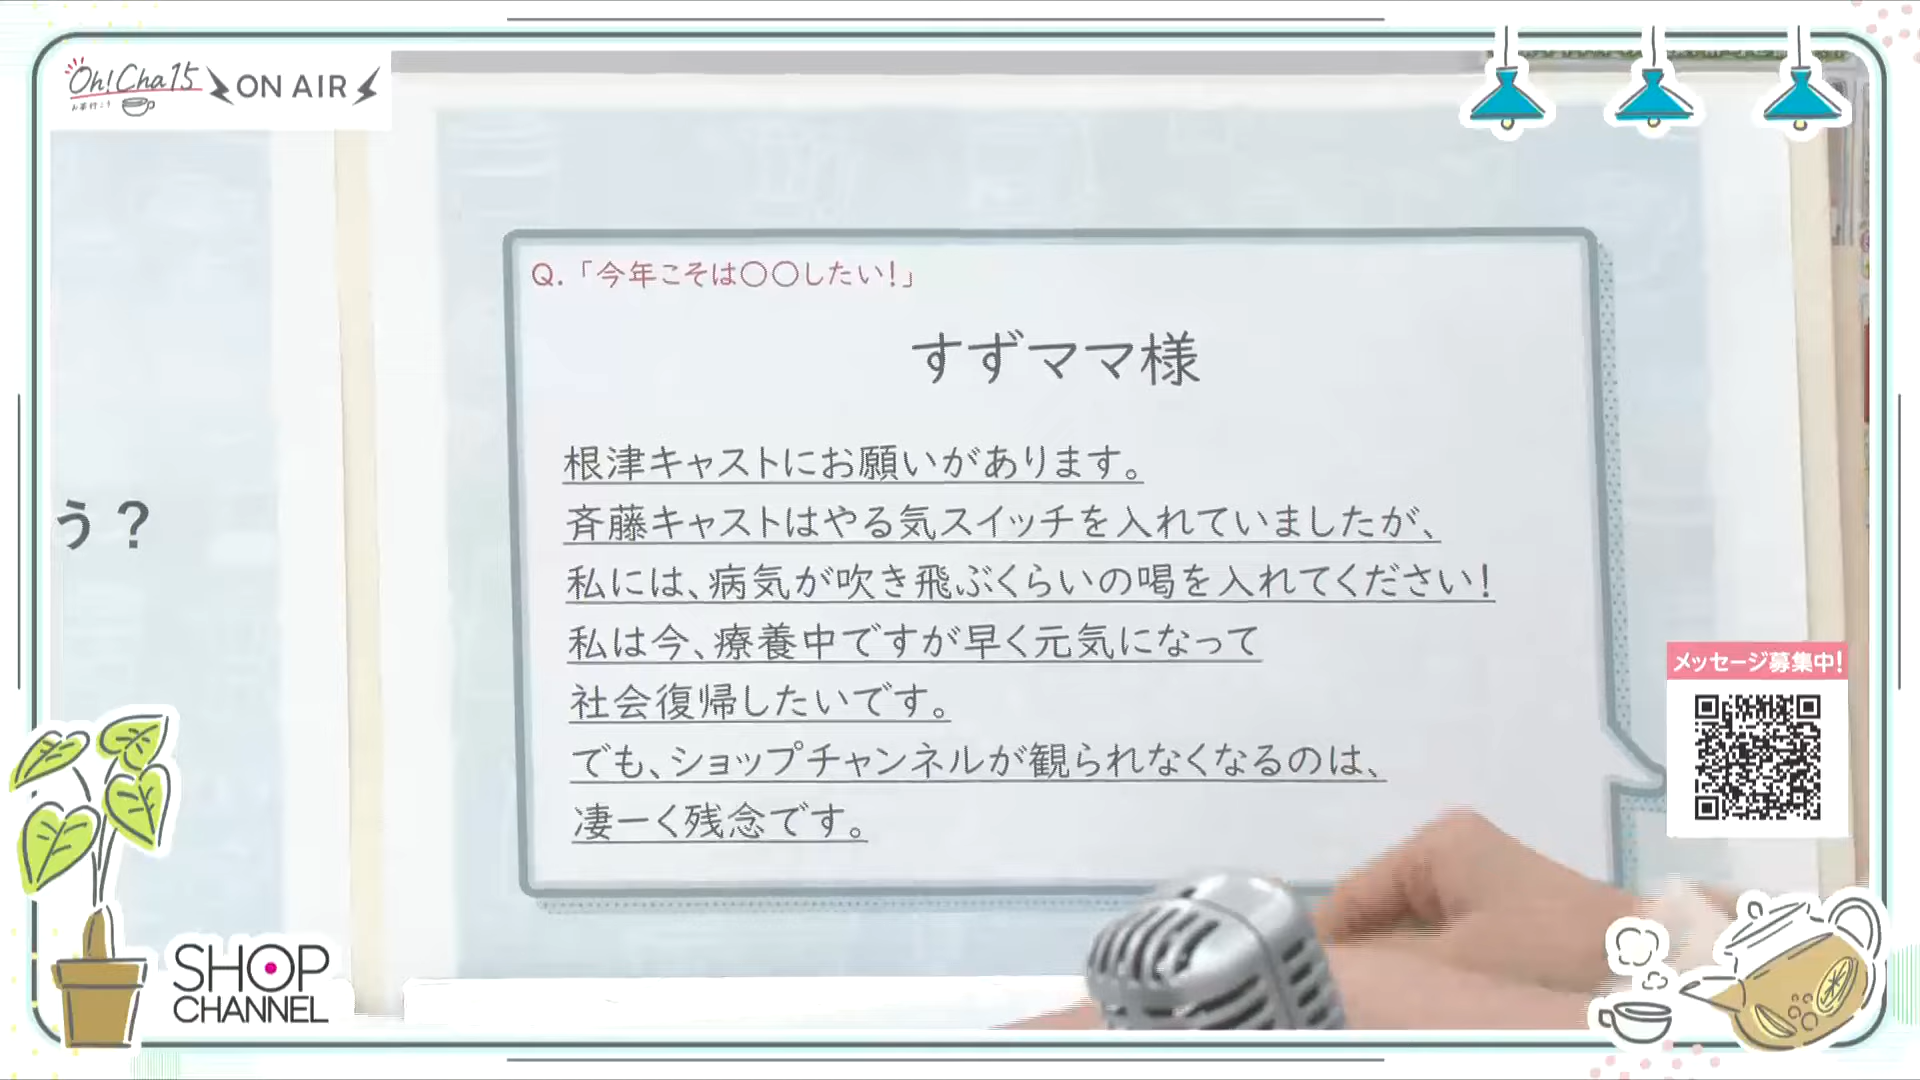 Oh!Cha15
お茶行こう
ON AIR
う?
Q.「今年こそは〇〇したい!」
すずママ様
根津キャストにお願いがあります。
斉藤キャストはやる気スイッチを入れていましたが、
私には、病気が吹き飛ぶくらいの喝を入れてください!
私は今、療養中ですが早く元気になって
社会復帰したいです。
でも、ショップチャンネルが観られなくなるのは、
凄一く残念です。
メッセージ募集中!
SHOP
CHANNEL